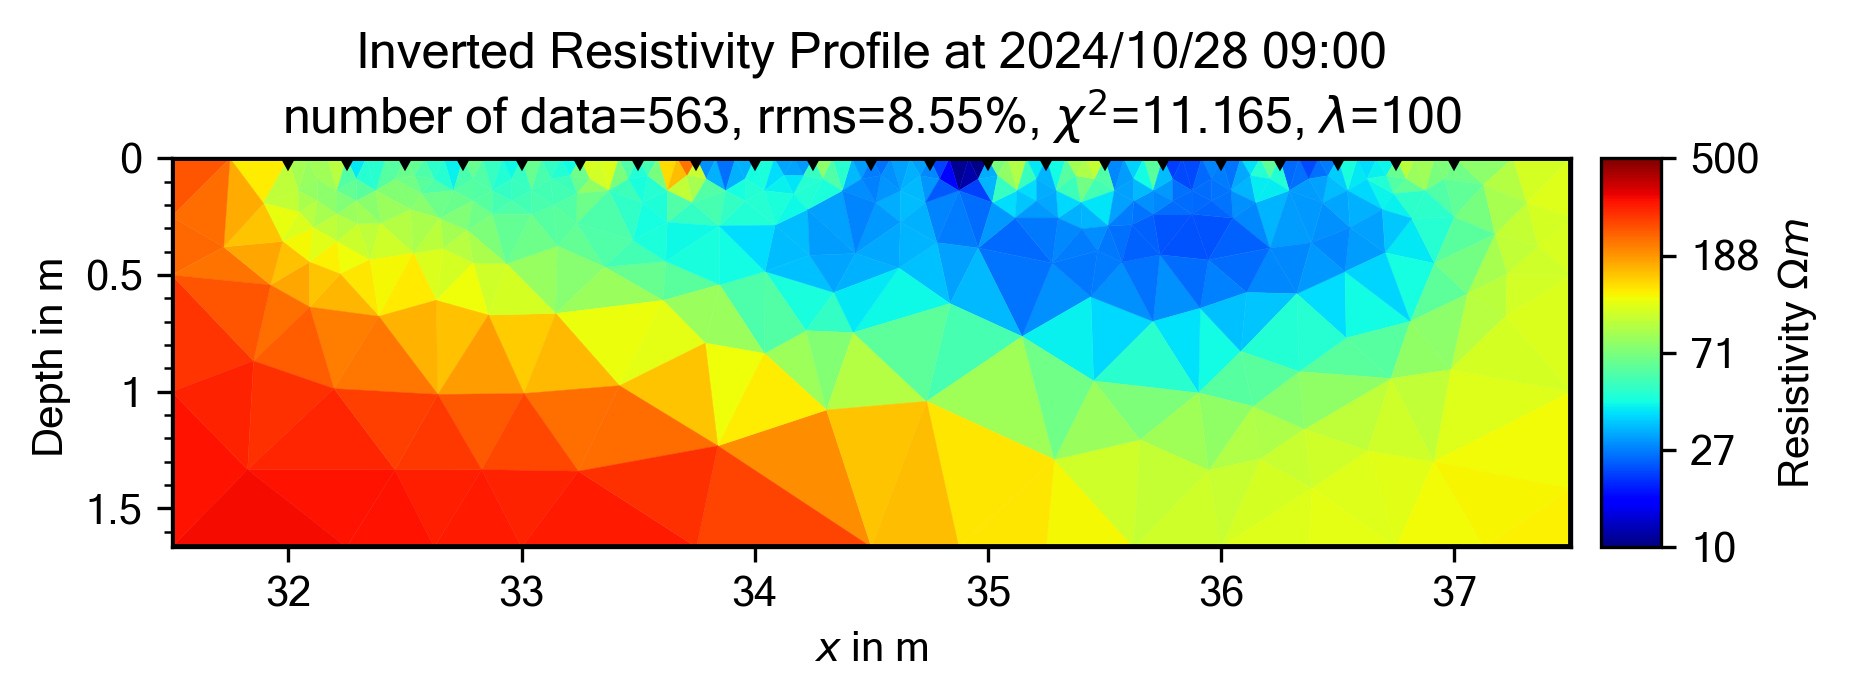 Inverted Resistivity Profile at 2024/10/28 09:00
number of data=563, rrms=8.55%, χ²=11.165, λ=100
0
0.5
1
1.5
Depth in m
32 33 34 35 36 37
x in m
500
188
71
27
10
Resistivity Ωm